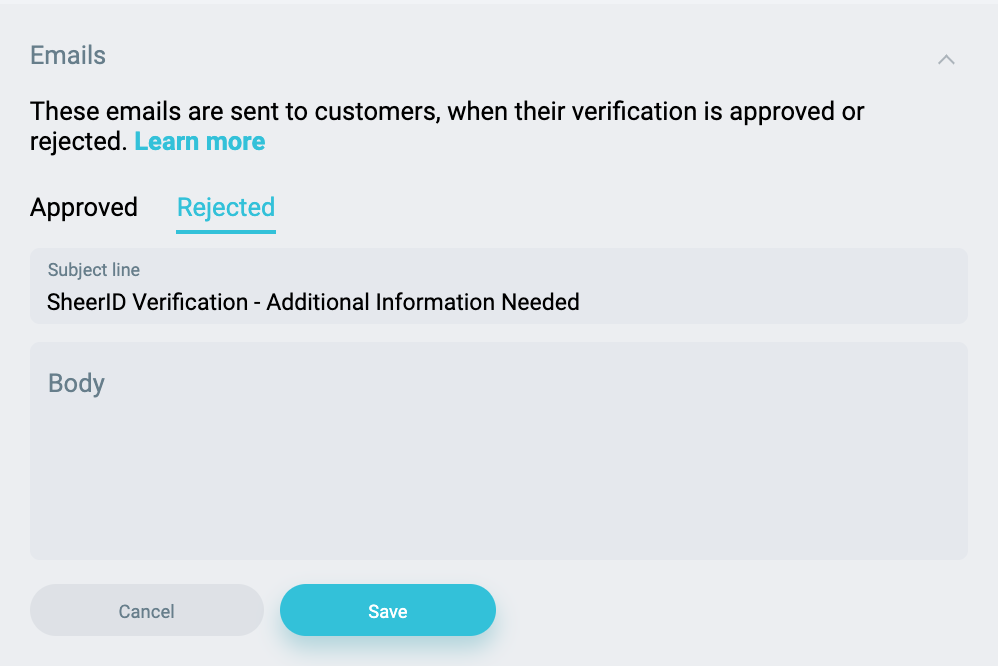 Emails
These emails are sent to customers, when their verification is approved or
rejected. Learn more
Approved Rejected
Subject line
SheerID Verification - Additional Information Needed
Body
Cancel Save